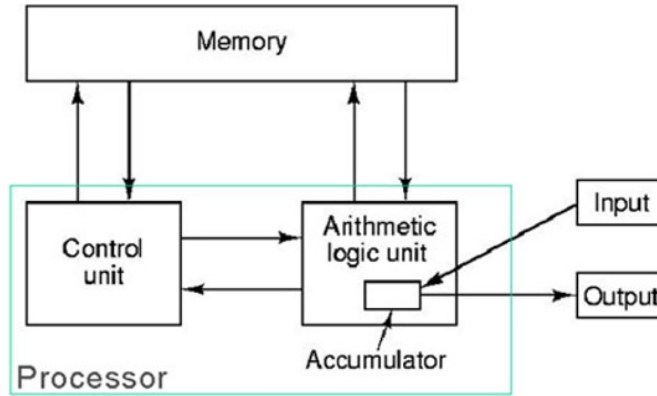 Memory
Control
unit
Arithmetic
logic unit
Input
Output
Accumulator
Processor